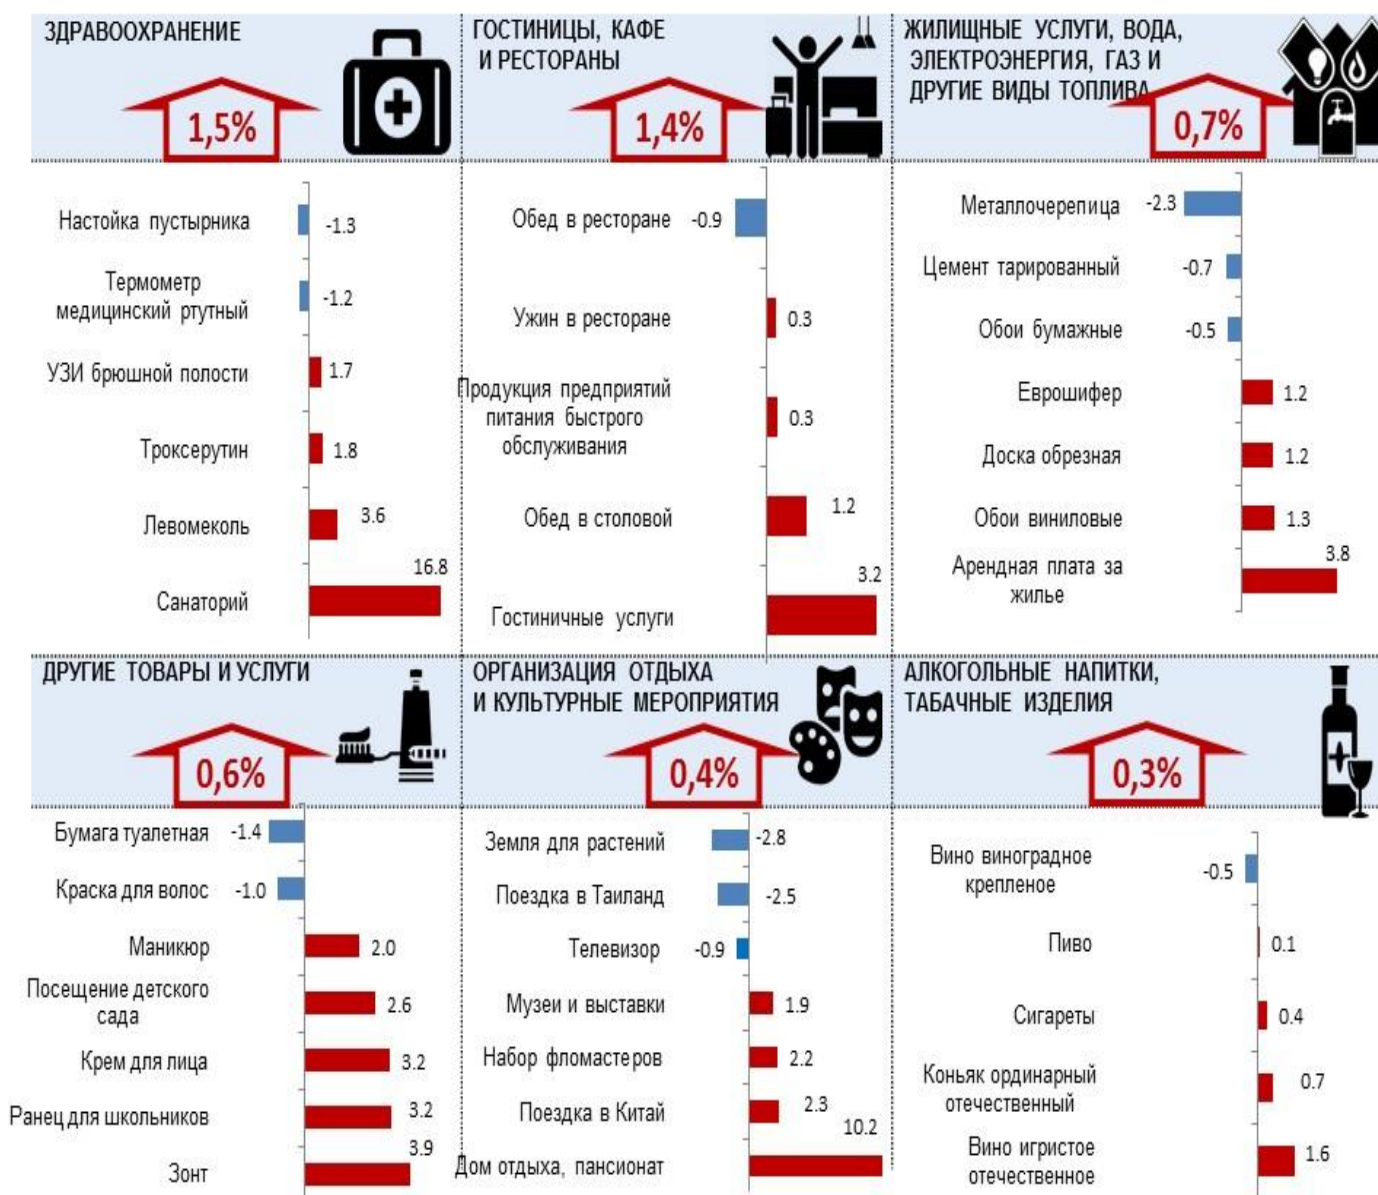 ЗДРАВООХРАНЕНИЕ
1,5%
Настойка пустырника
-1.3
Термометр
медицинский ртутный
-1.2
УЗИ брюшной полости
1.7
Троксерутин
1.8
Левомеколь
3.6
Санаторий
16.8
ГОСТИНИЦЫ, КАФЕ
И РЕСТОРАНЫ
1,4%
Обед в ресторане
-0.9
Ужин в ресторане
0.3
Продукция предприятий
питания быстрого
обслуживания
0.3
Обед в столовой
1.2
Гостиничные услуги
3.2
ЖИЛИЩНЫЕ УСЛУГИ, ВОДА,
ЭЛЕКТРОЭНЕРГИЯ, ГАЗ И
ДРУГИЕ ВИДЫ ТОПЛИВА
0,7%
Металлочерепица
-2.3
Цемент тарированный
-0.7
Обои бумажные
-0.5
Еврошифер
1.2
Доска обрезная
1.2
Обои виниловые
1.3
Арендная плата за
жилье
3.8
ДРУГИЕ ТОВАРЫ И УСЛУГИ
0,6%
Бумага туалетная
-1.4
Краска для волос
-1.0
Маникюр
2.0
Посещение детского
сада
2.6
Крем для лица
3.2
Ранец для школьников
3.2
Зонт
3.9
ОРГАНИЗАЦИЯ ОТДЫХА
И КУЛЬТУРНЫЕ МЕРОПРИЯТИЯ
0,4%
Земля для растений
-2.8
Поездка в Таиланд
-2.5
Телевизор
-0.9
Музеи и выставки
1.9
Набор фломастеров
2.2
Поездка в Китай
2.3
Дом отдыха, пансионат
10.2
АЛКОГОЛЬНЫЕ НАПИТКИ,
ТАБАЧНЫЕ ИЗДЕЛИЯ
0,3%
Вино виноградное
крепленое
-0.5
Пиво
0.1
Сигареты
0.4
Коньяк ординарный
отечественный
0.7
Вино игристое
отечественное
1.6